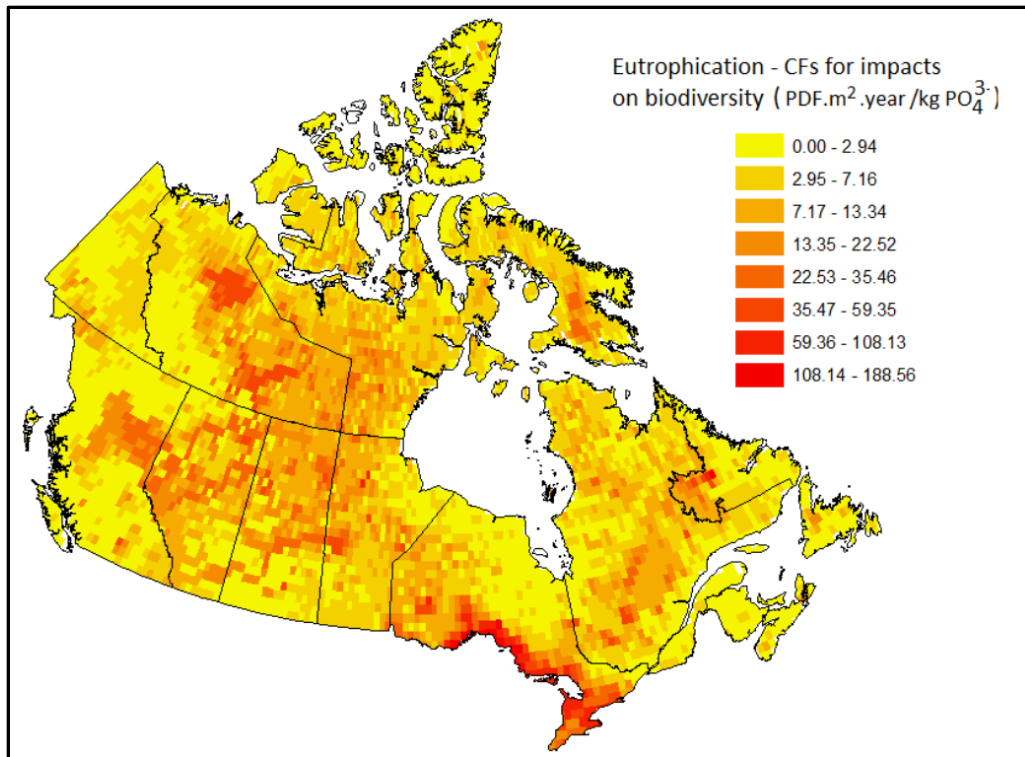 Eutrophication - CFs for impacts
on biodiversity ( PDF.m².year /kg PO₄³⁻)
0.00 - 2.94
2.95 - 7.16
7.17 - 13.34
13.35 - 22.52
22.53 - 35.46
35.47 - 59.35
59.36 - 108.13
108.14 - 188.56